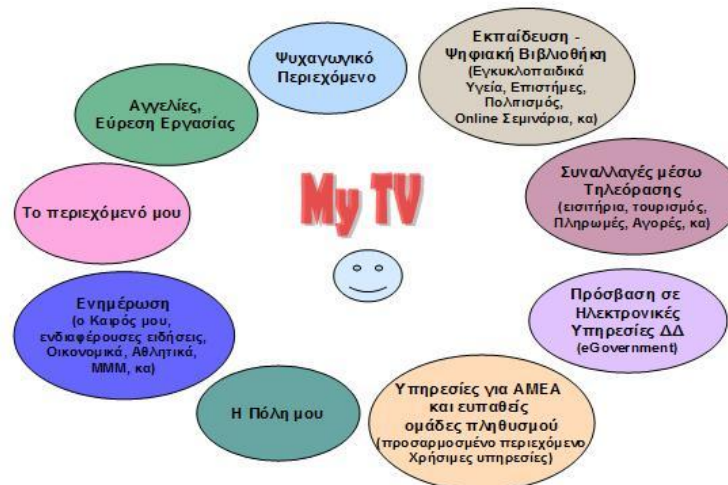 Ψυχαγωγικό
Περιεχόμενο
Εκπαίδευση -
Ψηφιακή Βιβλιοθήκη
(Εγκυκλοπαιδικά
Υγεία, Επιστήμες,
Πολιτισμός,
Online Σεμινάρια, κα)
Αγγελίες,
Εύρεση Εργασίας
Συναλλαγές μέσω
Τηλεόρασης
(εισιτήρια, τουρισμός,
Πληρωμές, Αγορές, κα)
My TV
Το περιεχόμενό μου
Ενημέρωση
(ο Καιρός μου,
ενδιαφέρουσες ειδήσεις,
Οικονομικά, Αθλητικά,
ΜΜΜ, κα)
Πρόσβαση σε
Ηλεκτρονικές
Υπηρεσίες ΔΔ
(eGovernment)
Η Πόλη μου
Υπηρεσίες για ΑΜΕΑ
και ευπαθείς
ομάδες πληθυσμού
(προσαρμοσμένο περιεχόμενο
Χρήσιμες υπηρεσίες)